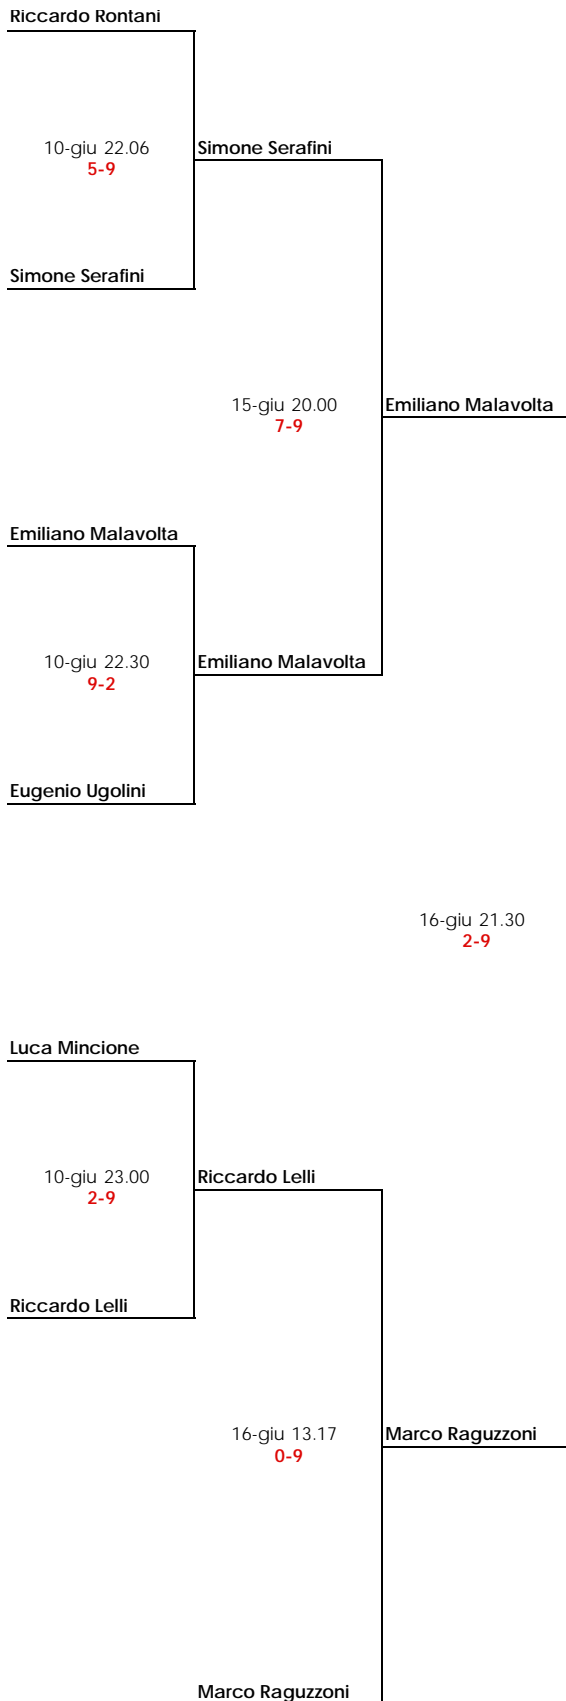 Riccardo Rontani
10-giu 22.06
5-9
Simone Serafini
Simone Serafini
15-giu 20.00
7-9
Emiliano Malavolta
Emiliano Malavolta
10-giu 22.30
9-2
Emiliano Malavolta
Eugenio Ugolini
16-giu 21.30
2-9
Luca Mincione
10-giu 23.00
2-9
Riccardo Lelli
Riccardo Lelli
16-giu 13.17
0-9
Marco Raguzzoni
Marco Raguzzoni